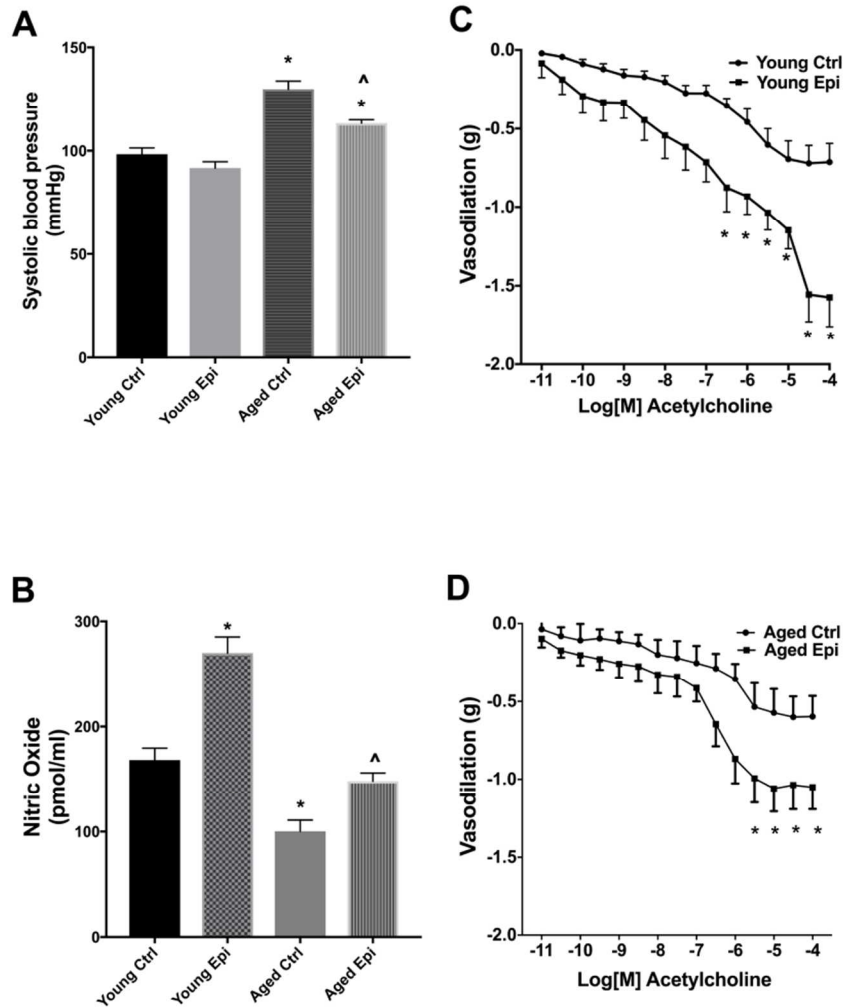 A
150
100
50
0
Systolic blood pressure
(mmHg)
*
^
*
Young Ctrl
Young Epi
Aged Ctrl
Aged Epi
C
0.0
-0.5
-1.0
-1.5
-2.0
Vasodilation (g)
Young Ctrl
Young Epi
* * * * * *
-11 -10 -9 -8 -7 -6 -5 -4
Log[M] Acetylcholine
B
300
200
100
0
Nitric Oxide
(pmol/ml)
*
*
^
Young Ctrl
Young Epi
Aged Ctrl
Aged Epi
D
0.0
-0.5
-1.0
-1.5
-2.0
Vasodilation (g)
Aged Ctrl
Aged Epi
* * * *
-11 -10 -9 -8 -7 -6 -5 -4
Log[M] Acetylcholine